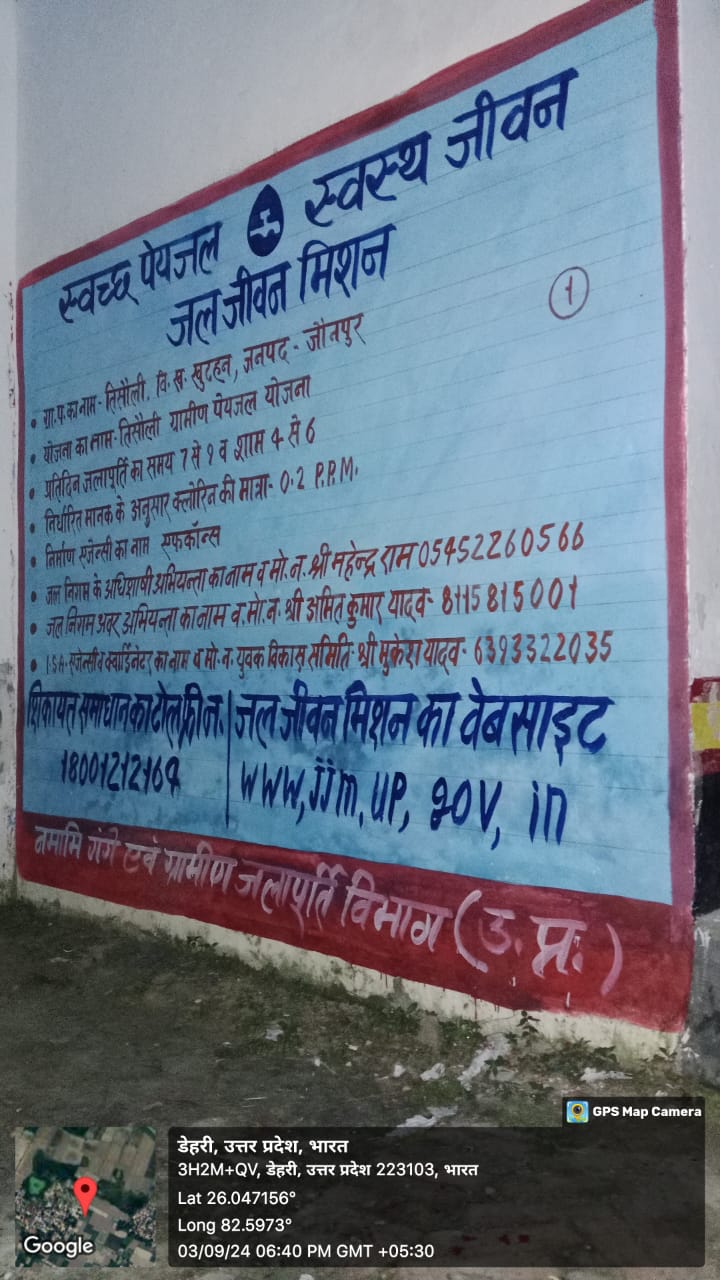 स्वच्छ पेयजल स्वस्थ जीवन
जल जीवन मिशन
1
• ग्रा.प. का नाम - तिसौली. वि. ख. खुटहन, जनपद - जौनपुर
• योजना का नाम - तिसौली ग्रामीण पेयजल योजना
• प्रतिदिन जलापूर्ति का समय 7 से 9 व शाम 4 से 6
• निर्धारित मानक के अनुसार क्लोरिन की मात्रा - 0.2 P.P.M.
• निर्माण एजेन्सी का नाम एफकॉन्स
• जल निगम के अधिशाषी अभियन्ता का नाम व मो.न. श्री महेन्द्र राम 05452260566
• जल निगम अवर अभियन्ता का नाम व. मो.न. श्री अमित कुमार यादव - 8115815001
• I.S.A. एजेन्सी व क्वार्डिनेटर का नाम व मो.न. युवक विकास समिति - श्री मुकेश यादव - 6393322035
शिकायत समाधान का टोल फ्री न. | जल जीवन मिशन का वेबसाइट
18001212164 | www, jjm, UP, gov, in
नमामि गंगे एवं ग्रामीण जलापूर्ति विभाग (उ. प्र.)
GPS Map Camera
डेहरी, उत्तर प्रदेश, भारत
3H2M+QV, डेहरी, उत्तर प्रदेश 223103, भारत
Lat 26.047156°
Long 82.5973°
03/09/24 06:40 PM GMT +05:30
Google